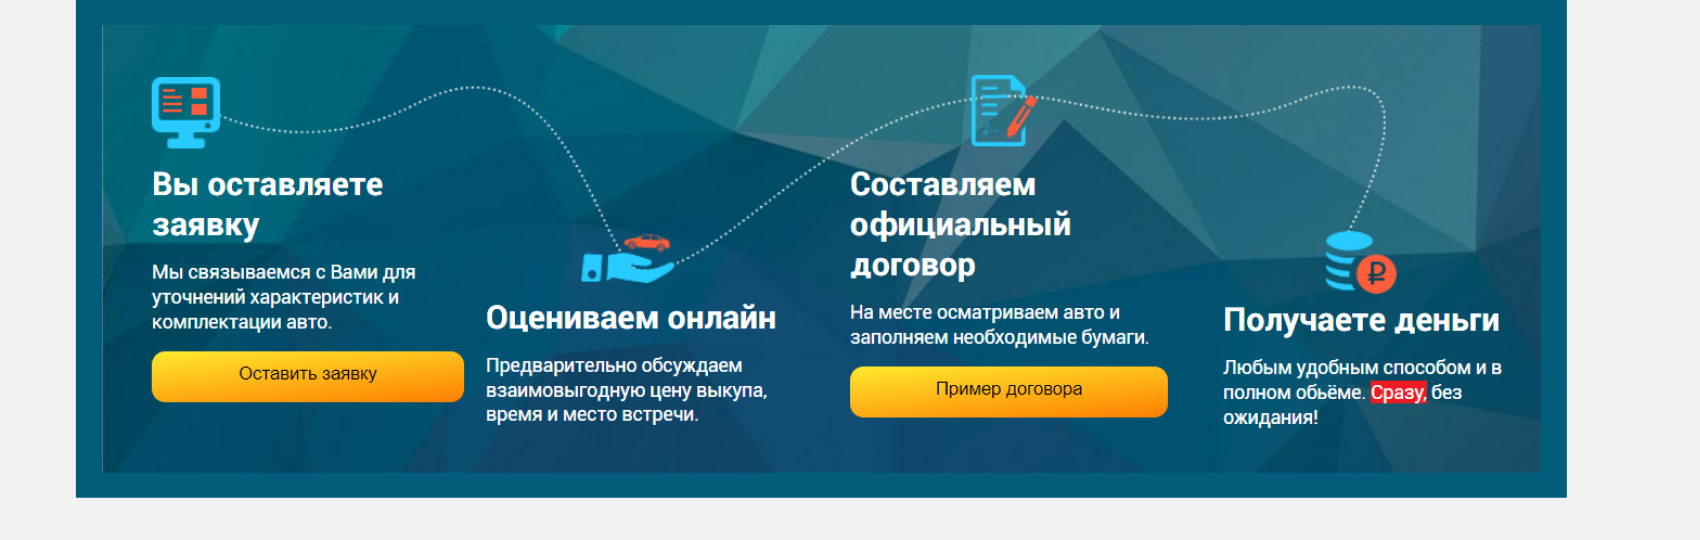 Вы оставляете
заявку
Мы связываемся с Вами для
уточнений характеристик и
комплектации авто.
Оставить заявку
Оцениваем онлайн
Предварительно обсуждаем
взаимовыгодную цену выкупа,
время и место встречи.
Составляем
официальный
договор
На месте осматриваем авто и
заполняем необходимые бумаги.
Пример договора
Получаете деньги
Любым удобным способом и в
полном обьёме. Сразу, без
ожидания!